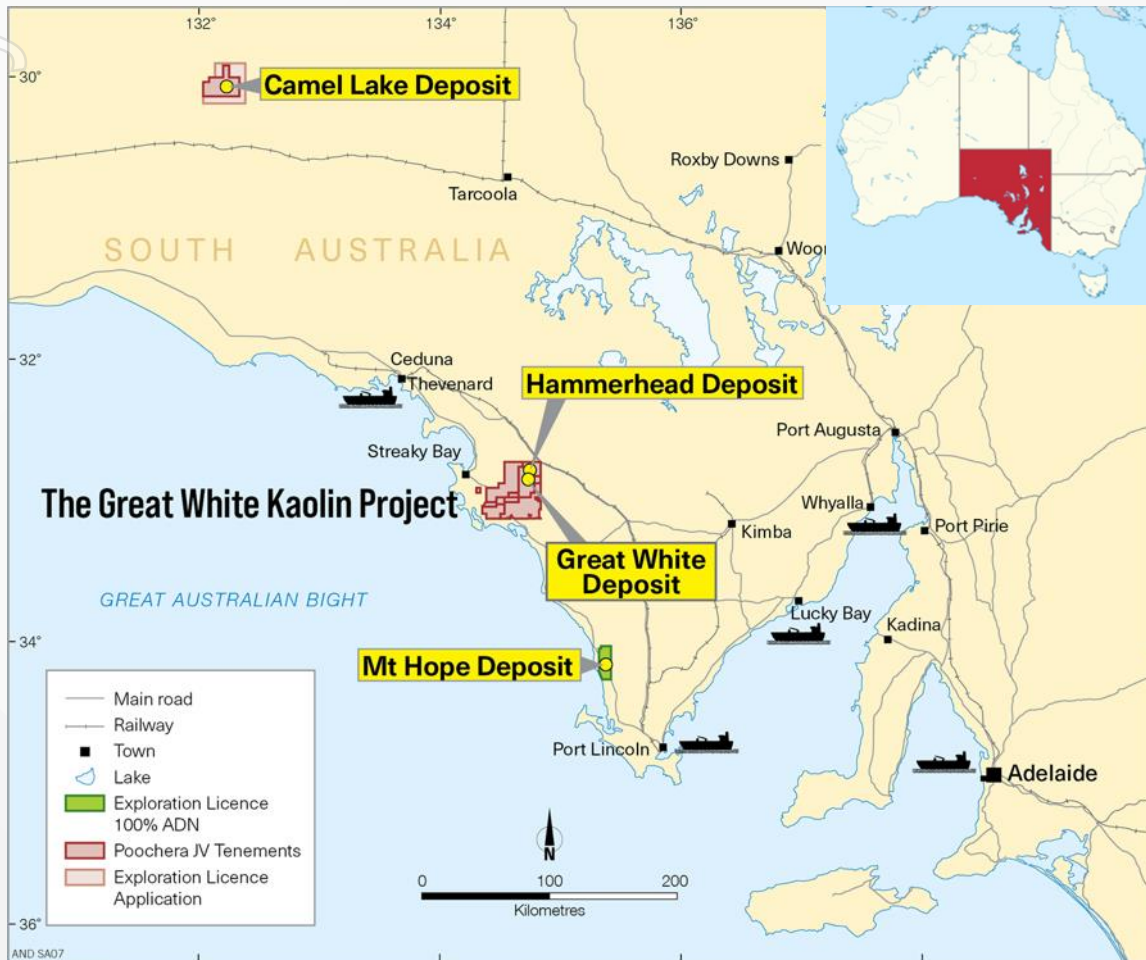 132°
134°
136°
30°
Camel Lake Deposit
Roxby Downs
Tarcoola
SOUTH AUSTRALIA
Woo
32°
Ceduna
Thevenard
Hammerhead Deposit
Port Augusta
Streaky Bay
The Great White Kaolin Project
Whyalla
Kimba
Port Pirie
Great White
Deposit
GREAT AUSTRALIAN BIGHT
Lucky Bay
Kadina
34°
Mt Hope Deposit
Main road
Railway
Town
Lake
Exploration Licence
100% ADN
Poochera JV Tenements
Exploration Licence
Application
Port Lincoln
Adelaide
N
0 100 200
Kilometres
36°
AND SA07